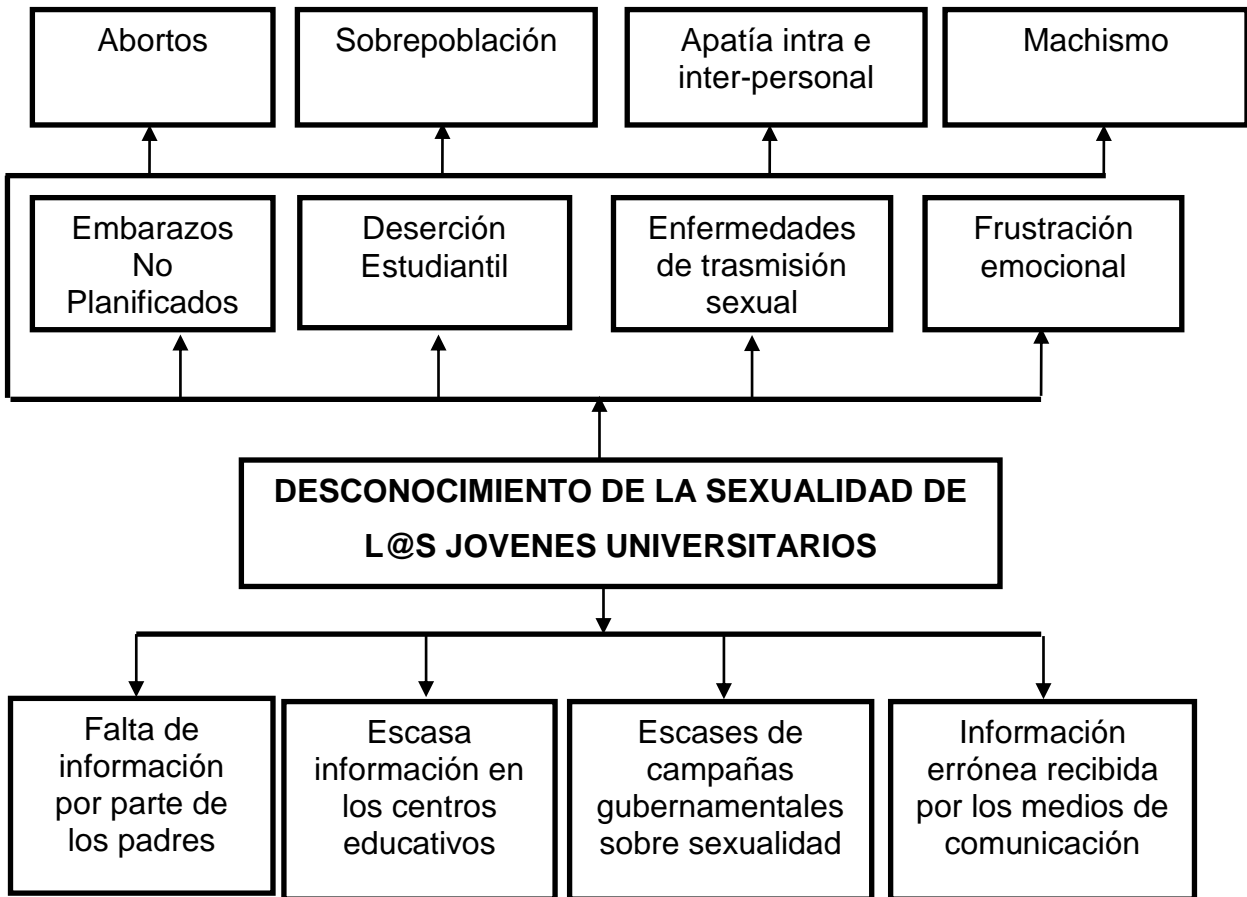 Abortos
Sobrepoblación
Apatía intra e
inter-personal
Machismo
Embarazos
No
Planificados
Deserción
Estudiantil
Enfermedades
de trasmisión
sexual
Frustración
emocional
DESCONOCIMIENTO DE LA SEXUALIDAD DE
L@S JOVENES UNIVERSITARIOS
Falta de
información
por parte de
los padres
Escasa
información en
los centros
educativos
Escases de
campañas
gubernamentales
sobre sexualidad
Información
errónea recibida
por los medios de
comunicación